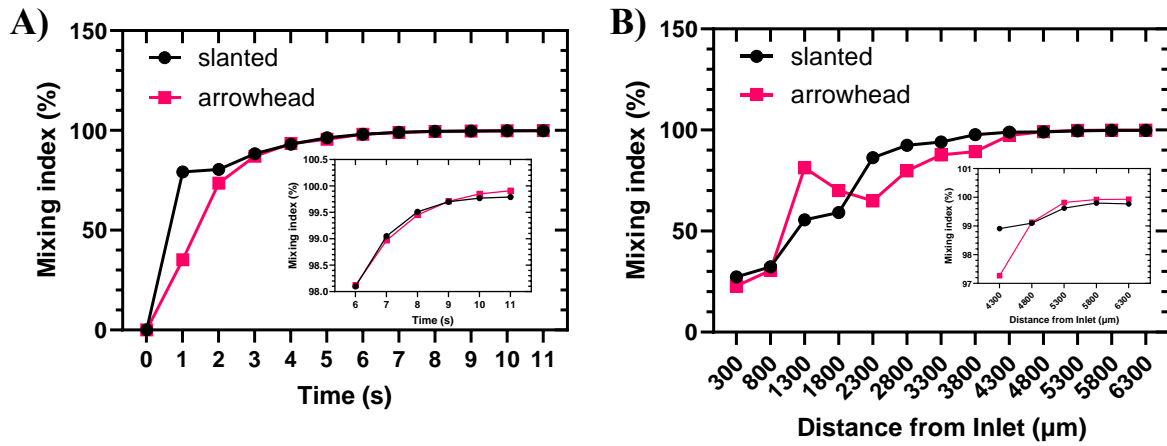 A)
Mixing index (%)
150
100
50
0
slanted
arrowhead
0 1 2 3 4 5 6 7 8 9 10 11
Time (s)
Mixing index (%)
100.5
100.0
99.5
99.0
98.5
98.0
6 7 8 9 10 11
Time (s)
B)
Mixing index (%)
150
100
50
0
slanted
arrowhead
300 800 1300 1800 2300 2800 3300 3800 4300 4800 5300 5800 6300
Distance from Inlet (µm)
Mixing index (%)
101
100
99
98
97
4300 4800 5300 5800 6300
Distance from Inlet (µm)